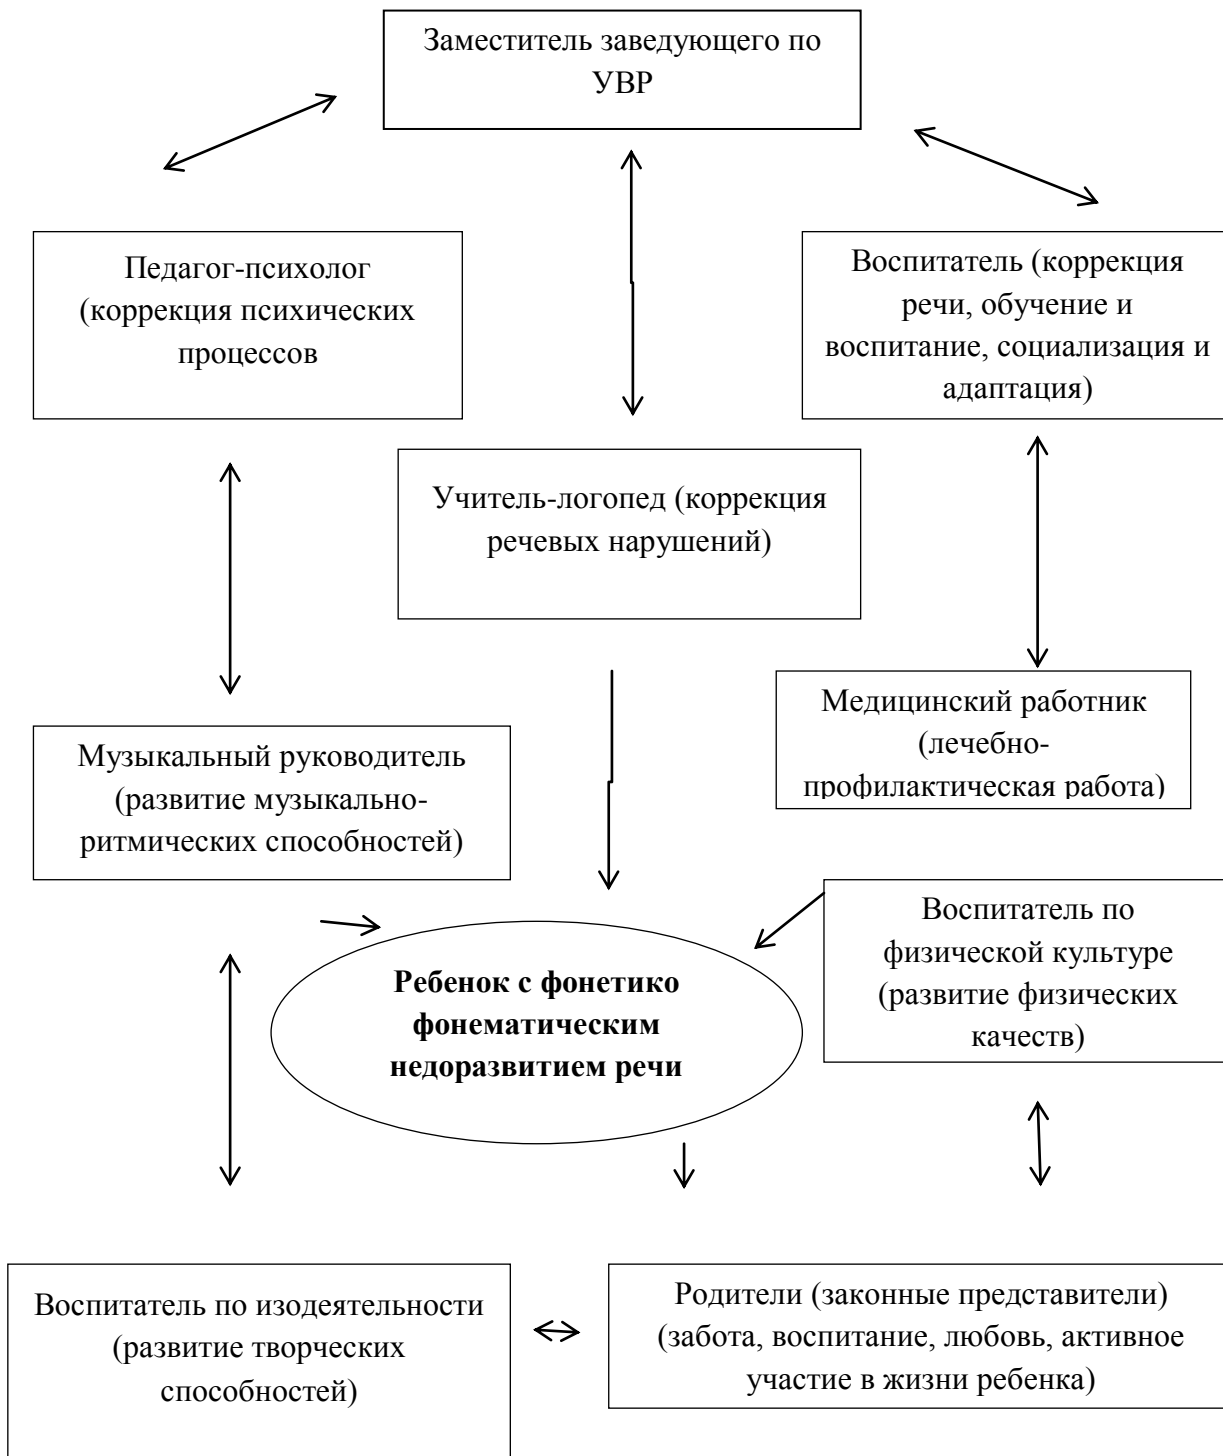 Заместитель заведующего по
УВР
Педагог-психолог
(коррекция психических
процессов
Воспитатель (коррекция
речи, обучение и
воспитание, социализация и
адаптация)
Учитель-логопед (коррекция
речевых нарушений)
Музыкальный руководитель
(развитие музыкально-
ритмических способностей)
Медицинский работник
(лечебно-
профилактическая работа)
Ребенок с фонетико
фонематическим
недоразвитием речи
Воспитатель по
физической культуре
(развитие физических
качеств)
Воспитатель по изодеятельности
(развитие творческих
способностей)
Родители (законные представители)
(забота, воспитание, любовь, активное
участие в жизни ребенка)